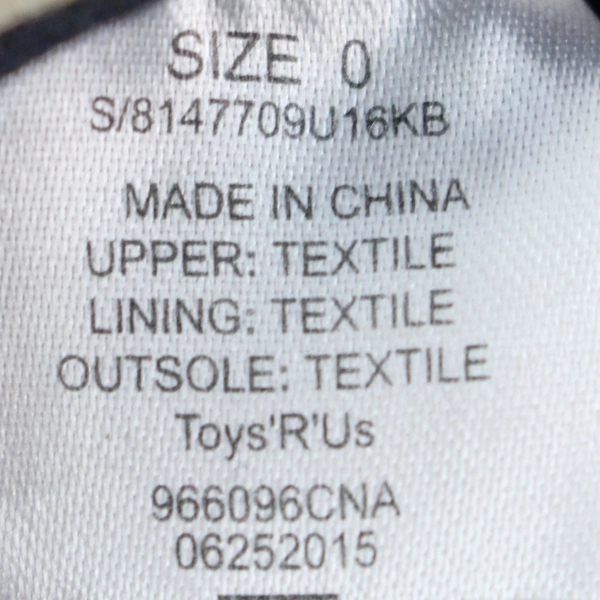 SIZE 0
S/8147709U16KB
MADE IN CHINA
UPPER: TEXTILE
LINING: TEXTILE
OUTSOLE: TEXTILE
Toys'R'Us
966096CNA
06252015